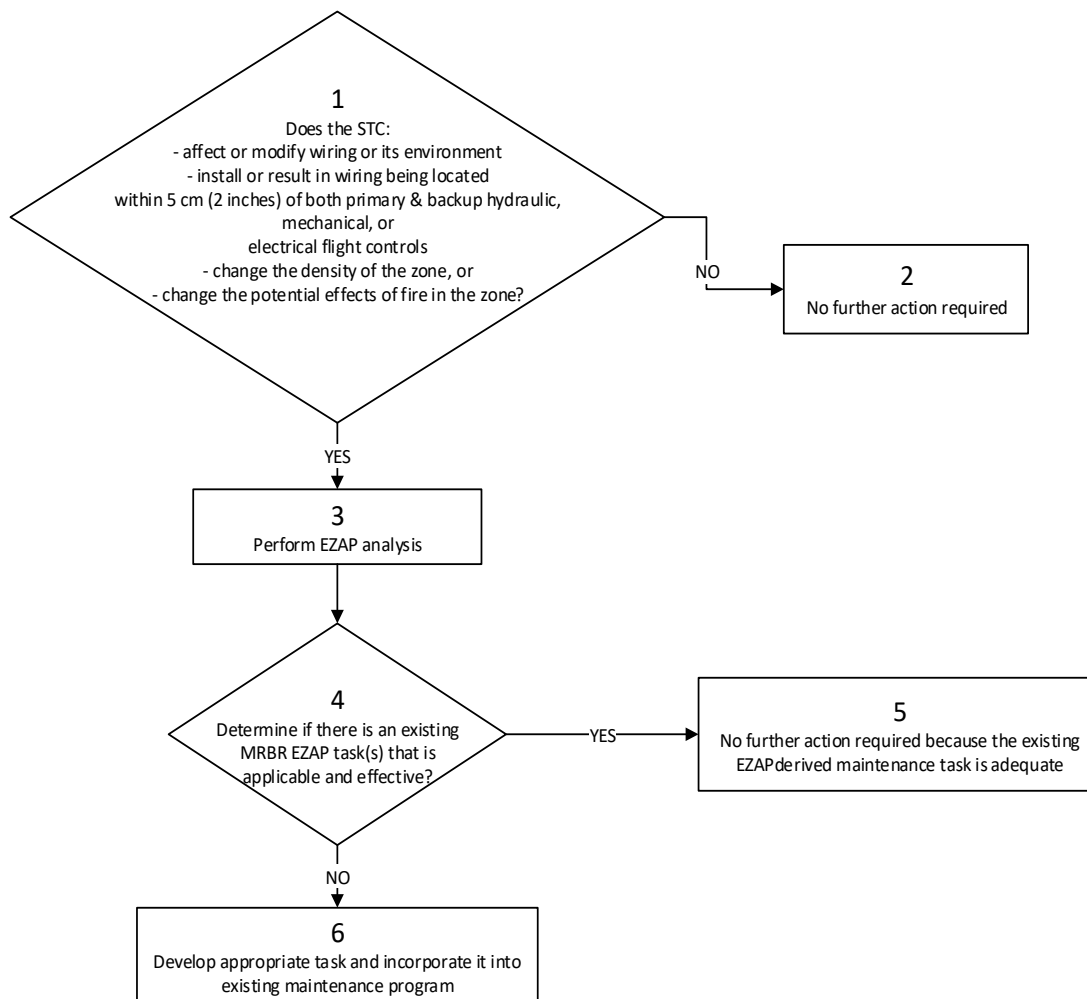 1
Does the STC:
- affect or modify wiring or its environment
- install or result in wiring being located
within 5 cm (2 inches) of both primary & backup hydraulic,
mechanical, or
electrical flight controls
- change the density of the zone, or
- change the potential effects of fire in the zone?
NO
2
No further action required
YES
3
Perform EZAP analysis
4
Determine if there is an existing
MRBR EZAP task(s) that is
applicable and effective?
YES
5
No further action required because the existing
EZAPderived maintenance task is adequate
NO
6
Develop appropriate task and incorporate it into
existing maintenance program